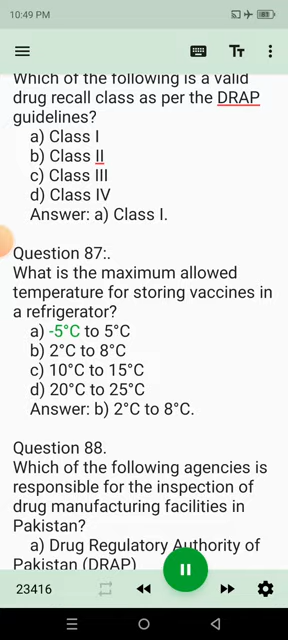 10:49 PM
Which of the following is a valid
drug recall class as per the DRAP
guidelines?
a) Class I
b) Class II
c) Class III
d) Class IV
Answer: a) Class I.
Question 87:.
What is the maximum allowed
temperature for storing vaccines in
a refrigerator?
a) -5°C to 5°C
b) 2°C to 8°C
c) 10°C to 15°C
d) 20°C to 25°C
Answer: b) 2°C to 8°C.
Question 88.
Which of the following agencies is
responsible for the inspection of
drug manufacturing facilities in
Pakistan?
a) Drug Regulatory Authority of
Pakistan (DRAP)
23416